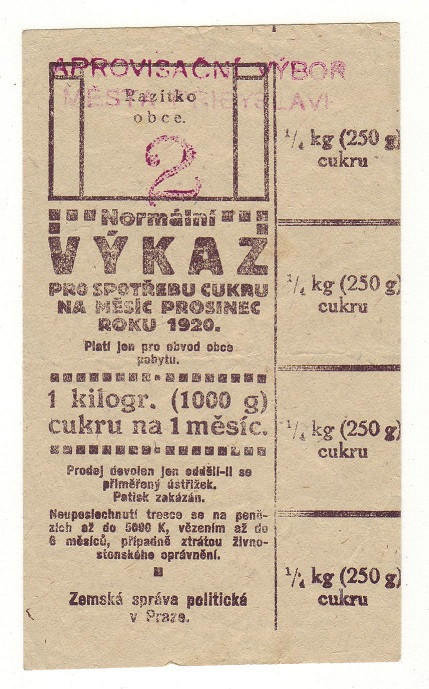 APROVISAČNÍ VÝBOR
MĚSTA
Razítko
obce.
2
Normální
VÝKAZ
PRO SPOTŘEBU CUKRU
NA MĚSÍC PROSINEC
ROKU 1920.
Platí jen pro obvod obce
pobytu.
1 kilogr. (1000 g)
cukru na 1 měsíc.
Prodej dovolen jen oddělí-li se
přiměřený ústřižek.
Patisk zakázán.
Neuposlechnutí tresce se na peně-
zích až do 5000 K, vězením až do
6 měsíců, případně ztrátou živno-
stenského oprávnění.
Zemská správa politická
v Praze.
¼ kg (250 g)
cukru
¼ kg (250 g)
cukru
¼ kg (250 g)
cukru
¼ kg (250 g)
cukru